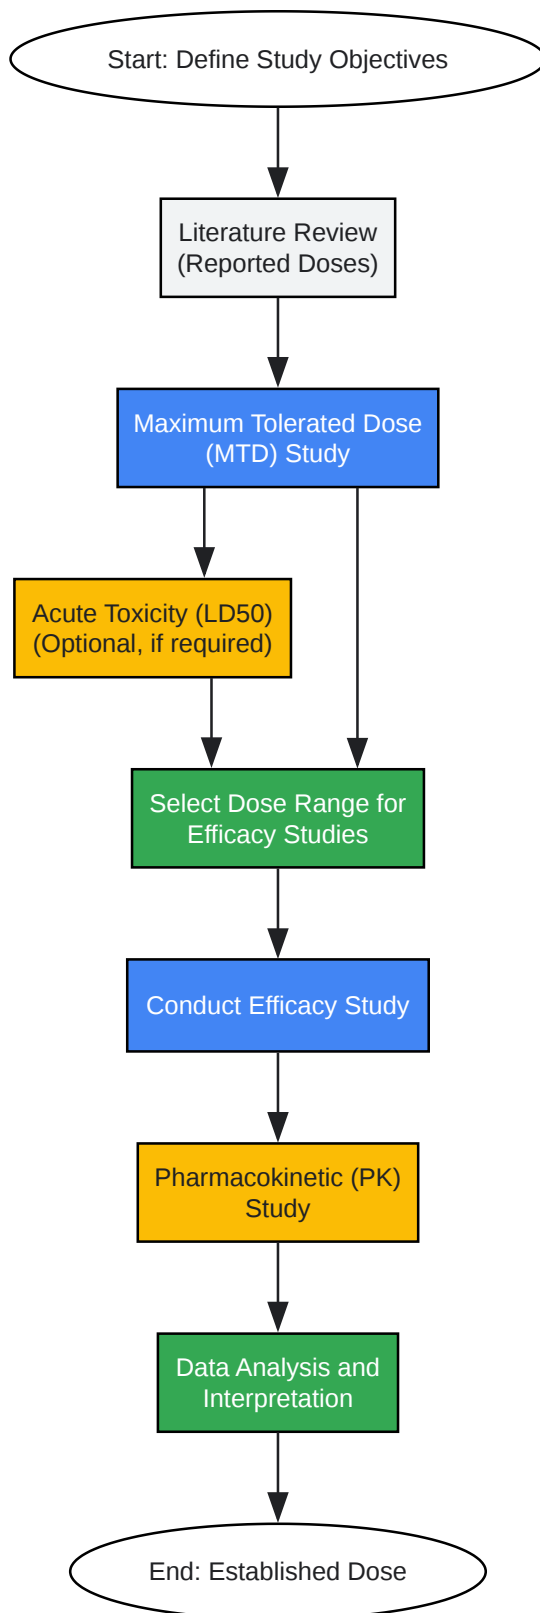 Start: Define Study Objectives
Literature Review
(Reported Doses)
Maximum Tolerated Dose
(MTD) Study
Acute Toxicity (LD50)
(Optional, if required)
Select Dose Range for
Efficacy Studies
Conduct Efficacy Study
Pharmacokinetic (PK)
Study
Data Analysis and
Interpretation
End: Established Dose